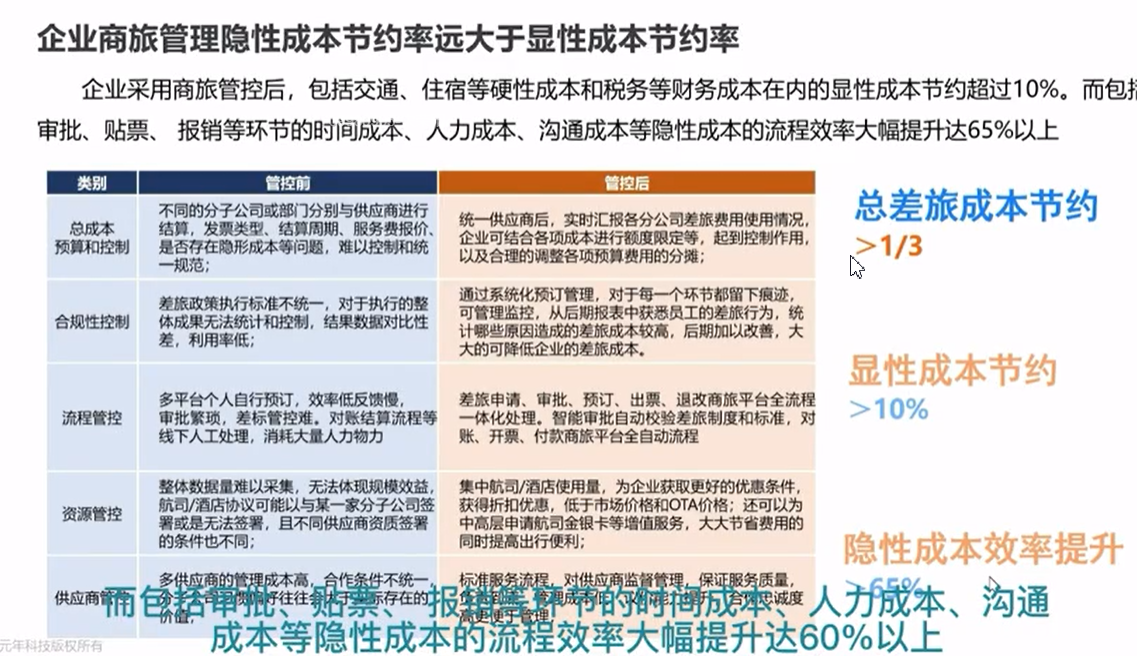 企业商旅管理隐性成本节约率远大于显性成本节约率
企业采用商旅管控后，包括交通、住宿等硬性成本和税务等财务成本在内的显性成本节约超过10%。而包括
审批、贴票、 报销等环节的时间成本、人力成本、沟通成本等隐性成本的流程效率大幅提升达65%以上
类别
管控前
管控后
总成本
预算和控制
不同的分子公司或部门分别与供应商进行
结算，发票类型、结算周期、服务费报价、
是否存在隐形成本等问题，难以控制和统
一规范；
统一供应商后，实时汇报各分公司差旅费用使用情况，
企业可结合各项成本进行额度限定等，起到控制作用，
以及合理的调整各项预算费用的分摊；
合规性控制
差旅政策执行标准不统一，对于执行的整
体成果无法统计和控制，结果数据对比性
差，利用率低；
通过系统化预订管理，对于每一个环节都留下痕迹，
可管理监控，从后期报表中获悉员工的差旅行为，统
计哪些原因造成的差旅成本较高，后期加以改善，大
大的可降低企业的差旅成本。
流程管控
多平台个人自行预订，效率低反馈慢，
审批繁琐，差标管控难。对账结算流程等
线下人工处理，消耗大量人力物力
差旅申请、审批、预订、出票、退改商旅平台全流程
一体化处理。智能审批自动校验差旅制度和标准，对
账、开票、付款商旅平台全自动流程
资源管控
整体数据量难以采集，无法体现规模效益，
航司/酒店协议可能以与某一家分子公司签
署或是无法签署，且不同供应商资质签署
的条件也不同；
集中航司/酒店使用量，为企业获取更好的优惠条件，
获得折扣优惠，低于市场价格和OTA价格；还可以为
中高层申请航司金银卡等增值服务，大大节省费用的
同时提高出行便利；
供应商管
多供应商的管理成本高，合作条件不统一，
价值；
标准服务流程，对供应商监督管理，保证服务质量，
高更便于管理；
总差旅成本节约
＞1/3
显性成本节约
＞10%
隐性成本效率提升
＞65%
而包括审批、贴票、 报销等环节的时间成本、人力成本、沟通
成本等隐性成本的流程效率大幅提升达60%以上
元年科技版权所有